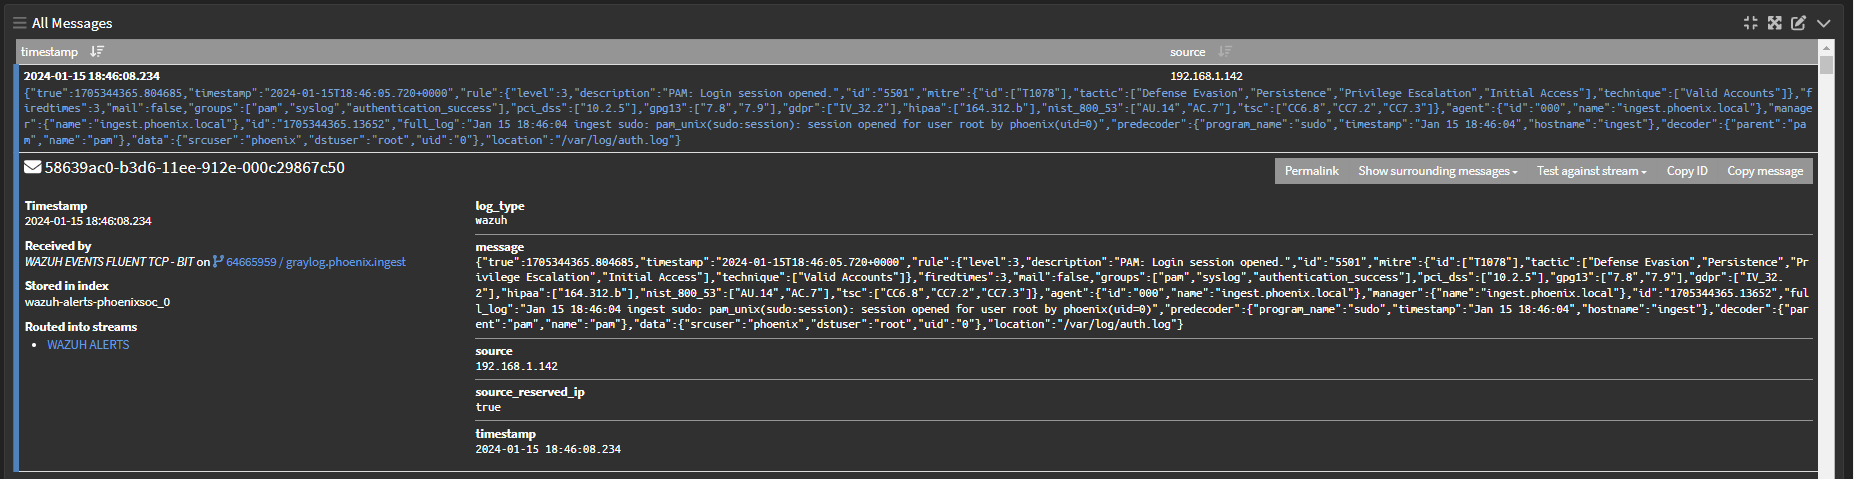 All Messages
timestamp
source
2024-01-15 18:46:08.234
192.168.1.142
{"true":1705344365.804685,"timestamp":"2024-01-15T18:46:05.720+0000","rule":{"level":3,"description":"PAM: Login session opened.","id":"5501","mitre":{"id":["T1078"],"tactic":["Defense Evasion","Persistence","Privilege Escalation","Initial Access"],"technique":["Valid Accounts"]},"f
iredtimes":3,"mail":false,"groups":["pam","syslog","authentication_success"],"pci_dss":["10.2.5"],"gpg13":["7.8","7.9"],"gdpr":["IV_32.2"],"hipaa":["164.312.b"],"nist_800_53":["AU.14","AC.7"],"tsc":["CC6.8","CC7.2","CC7.3"]},"agent":{"id":"000","name":"ingest.phoenix.local"},"manage
r":{"name":"ingest.phoenix.local"},"id":"1705344365.13652","full_log":"Jan 15 18:46:04 ingest sudo: pam_unix(sudo:session): session opened for user root by phoenix(uid=0)","predecoder":{"program_name":"sudo","timestamp":"Jan 15 18:46:04","hostname":"ingest"},"decoder":{"parent":"pa
m","name":"pam"},"data":{"srcuser":"phoenix","dstuser":"root","uid":"0"},"location":"/var/log/auth.log"}
58639ac0-b3d6-11ee-912e-000c29867c50
Permalink
Show surrounding messages
Test against stream
Copy ID
Copy message
Timestamp
2024-01-15 18:46:08.234
Received by
WAZUH EVENTS FLUENT TCP - BIT on 64665959 / graylog.phoenix.ingest
Stored in index
wazuh-alerts-phoenixsoc_0
Routed into streams
WAZUH ALERTS
log_type
wazuh
message
{"true":1705344365.804685,"timestamp":"2024-01-15T18:46:05.720+0000","rule":{"level":3,"description":"PAM: Login session opened.","id":"5501","mitre":{"id":["T1078"],"tactic":["Defense Evasion","Persistence","Pr
ivilege Escalation","Initial Access"],"technique":["Valid Accounts"]},"firedtimes":3,"mail":false,"groups":["pam","syslog","authentication_success"],"pci_dss":["10.2.5"],"gpg13":["7.8","7.9"],"gdpr":["IV_32.
2"],"hipaa":["164.312.b"],"nist_800_53":["AU.14","AC.7"],"tsc":["CC6.8","CC7.2","CC7.3"]},"agent":{"id":"000","name":"ingest.phoenix.local"},"manager":{"name":"ingest.phoenix.local"},"id":"1705344365.13652","ful
l_log":"Jan 15 18:46:04 ingest sudo: pam_unix(sudo:session): session opened for user root by phoenix(uid=0)","predecoder":{"program_name":"sudo","timestamp":"Jan 15 18:46:04","hostname":"ingest"},"decoder":{"par
ent":"pam","name":"pam"},"data":{"srcuser":"phoenix","dstuser":"root","uid":"0"},"location":"/var/log/auth.log"}
source
192.168.1.142
source_reserved_ip
true
timestamp
2024-01-15 18:46:08.234